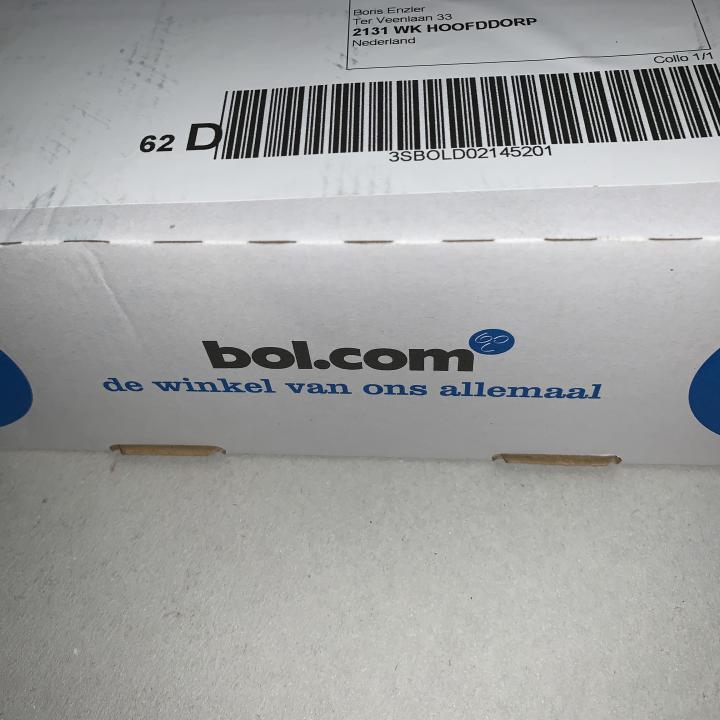 Boris Enzler
Ter Veenlaan 33
2131 WK HOOFDDORP
Nederland
Collo 1/1
62 D
3SBOLD02145201
bol.com
de winkel van ons allemaal